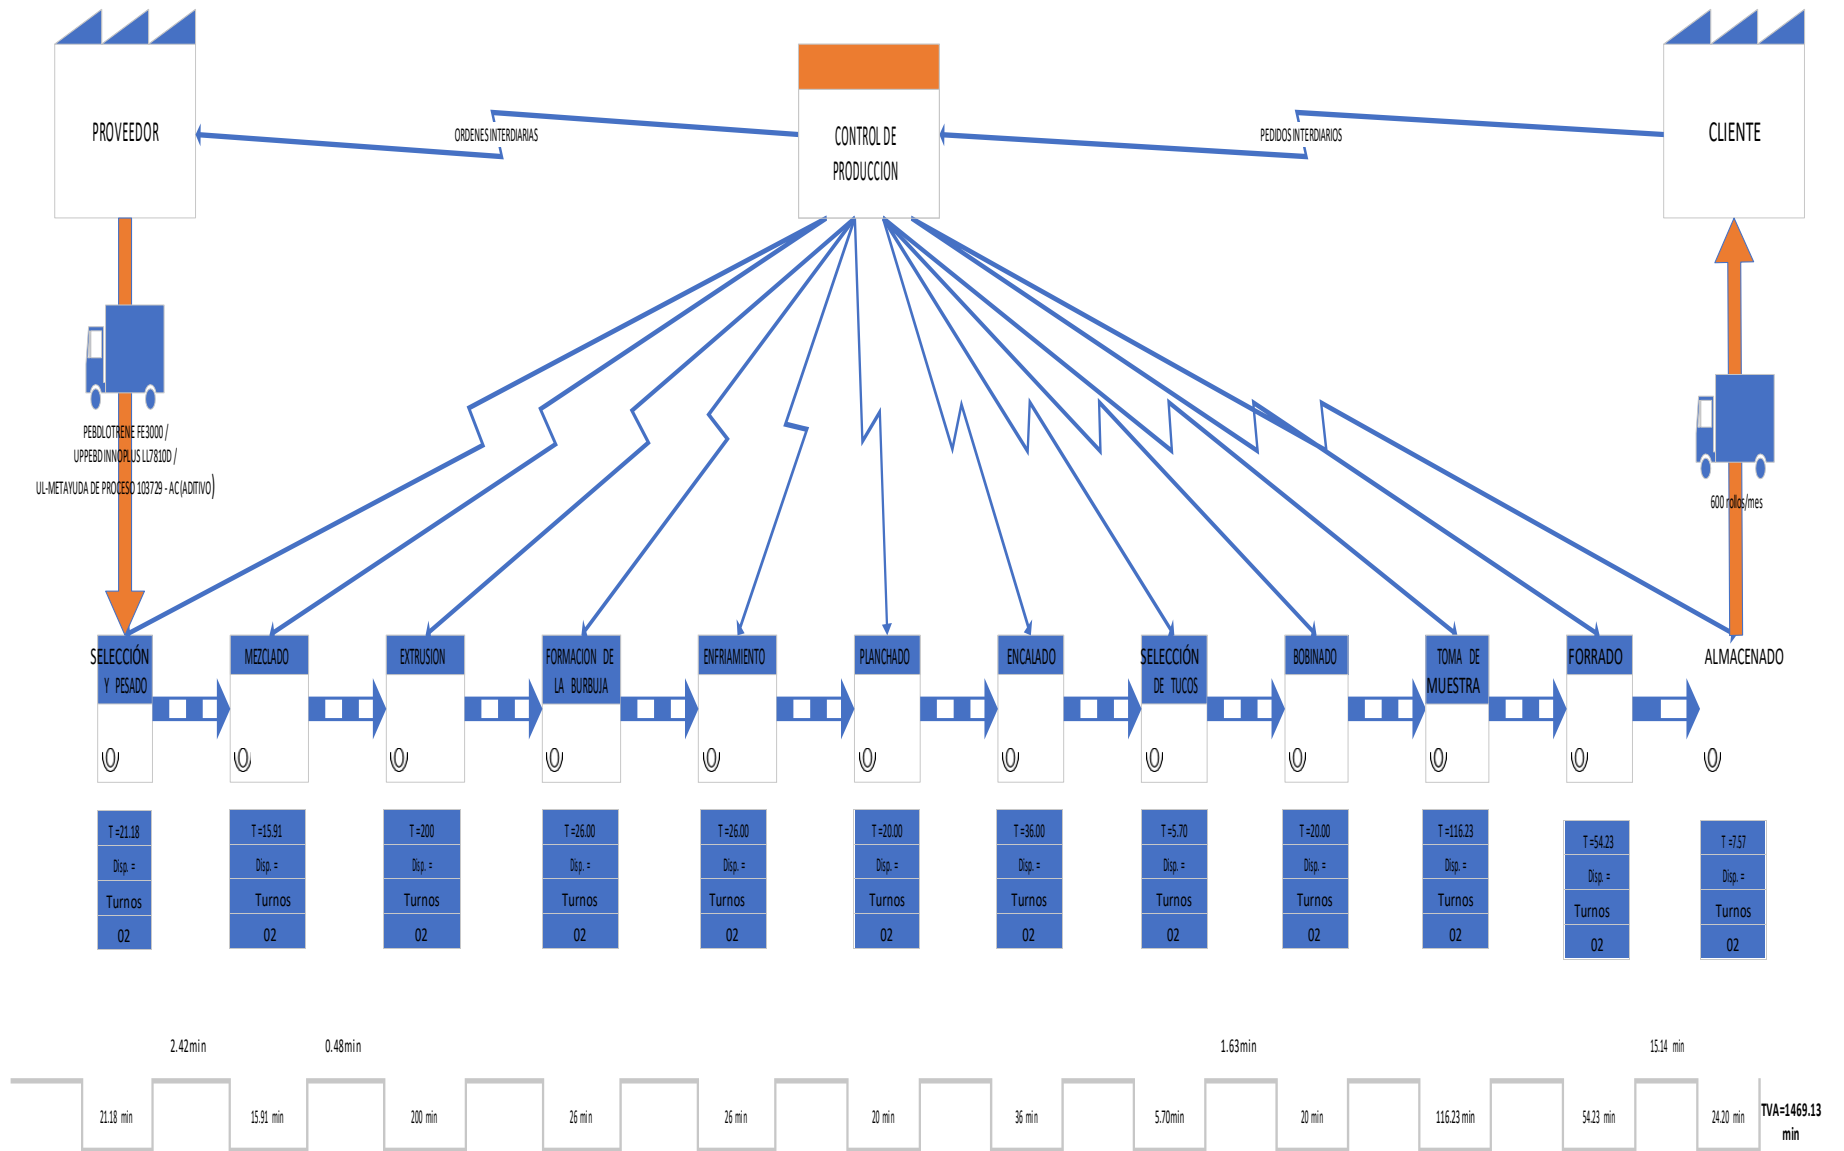 PROVEEDOR
ORDENES INTERDIARIAS
CONTROL DE
PRODUCCION
PEDIDOS INTERDIARIOS
CLIENTE
PEBDLOTRENE FE3000 /
UPPEBD INNOPLUS LL7810D /
UL-METAYUDA DE PROCESO 103729 - AC (ADITIVO)
600 rollos/mes
SELECCIÓN
Y PESADO
MEZCLADO
EXTRUSION
FORMACION DE
LA BURBUJA
ENFRIAMIENTO
PLANCHADO
ENCALADO
SELECCIÓN
DE TUCOS
BOBINADO
TOMA DE
MUESTRA
FORRADO
ALMACENADO
T =21.18
Disp. =
Turnos
02
T =15.91
Disp. =
Turnos
02
T =200
Disp. =
Turnos
02
T =26.00
Disp. =
Turnos
02
T =26.00
Disp. =
Turnos
02
T =20.00
Disp. =
Turnos
02
T =36.00
Disp. =
Turnos
02
T =5.70
Disp. =
Turnos
02
T =20.00
Disp. =
Turnos
02
T =116.23
Disp. =
Turnos
02
T =54.23
Disp. =
Turnos
02
T =7.57
Disp. =
Turnos
02
2.42min
0.48min
1.63min
15.14 min
21.18 min
15.91 min
200 min
26 min
26 min
20 min
36 min
5.70min
20 min
116.23 min
54.23 min
24.20 min
TVA=1469.13
min